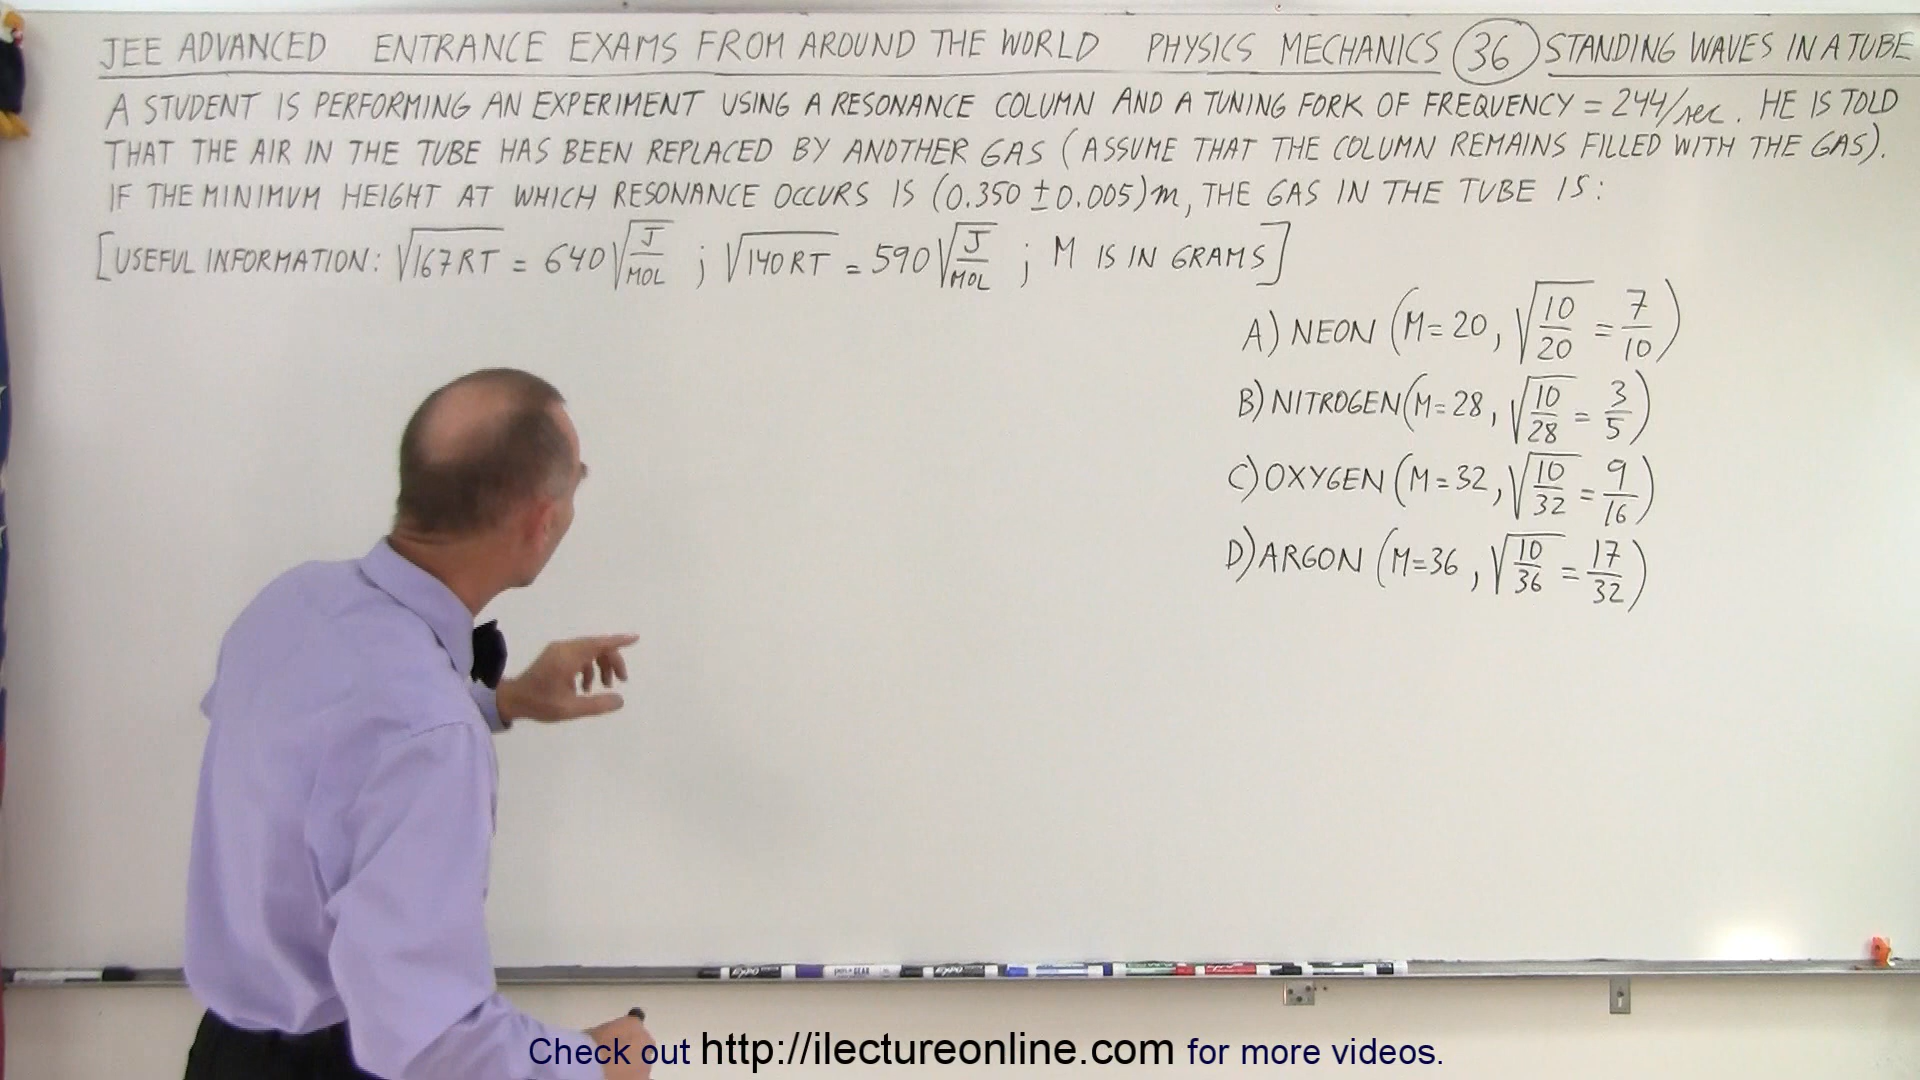 JEE ADVANCED ENTRANCE EXAMS FROM AROUND THE WORLD PHYSICS MECHANICS 36 STANDING WAVES IN A TUBE
A STUDENT IS PERFORMING AN EXPERIMENT USING A RESONANCE COLUMN AND A TUNING FORK OF FREQUENCY = 244/sec. HE IS TOLD
THAT THE AIR IN THE TUBE HAS BEEN REPLACED BY ANOTHER GAS (ASSUME THAT THE COLUMN REMAINS FILLED WITH THE GAS).
IF THE MINIMUM HEIGHT AT WHICH RESONANCE OCCURS IS (0.350 ± 0.005)m, THE GAS IN THE TUBE IS:
[USEFUL INFORMATION: √167RT = 640 √J/MOL ; √140RT = 590 √J/MOL ; M IS IN GRAMS]
A) NEON (M = 20, √10/20 = 7/10)
B) NITROGEN (M = 28, √10/28 = 3/5)
C) OXYGEN (M = 32, √10/32 = 9/16)
D) ARGON (M = 36, √10/36 = 17/32)
EXPO EXPO
Check out http://ilectureonline.com for more videos.